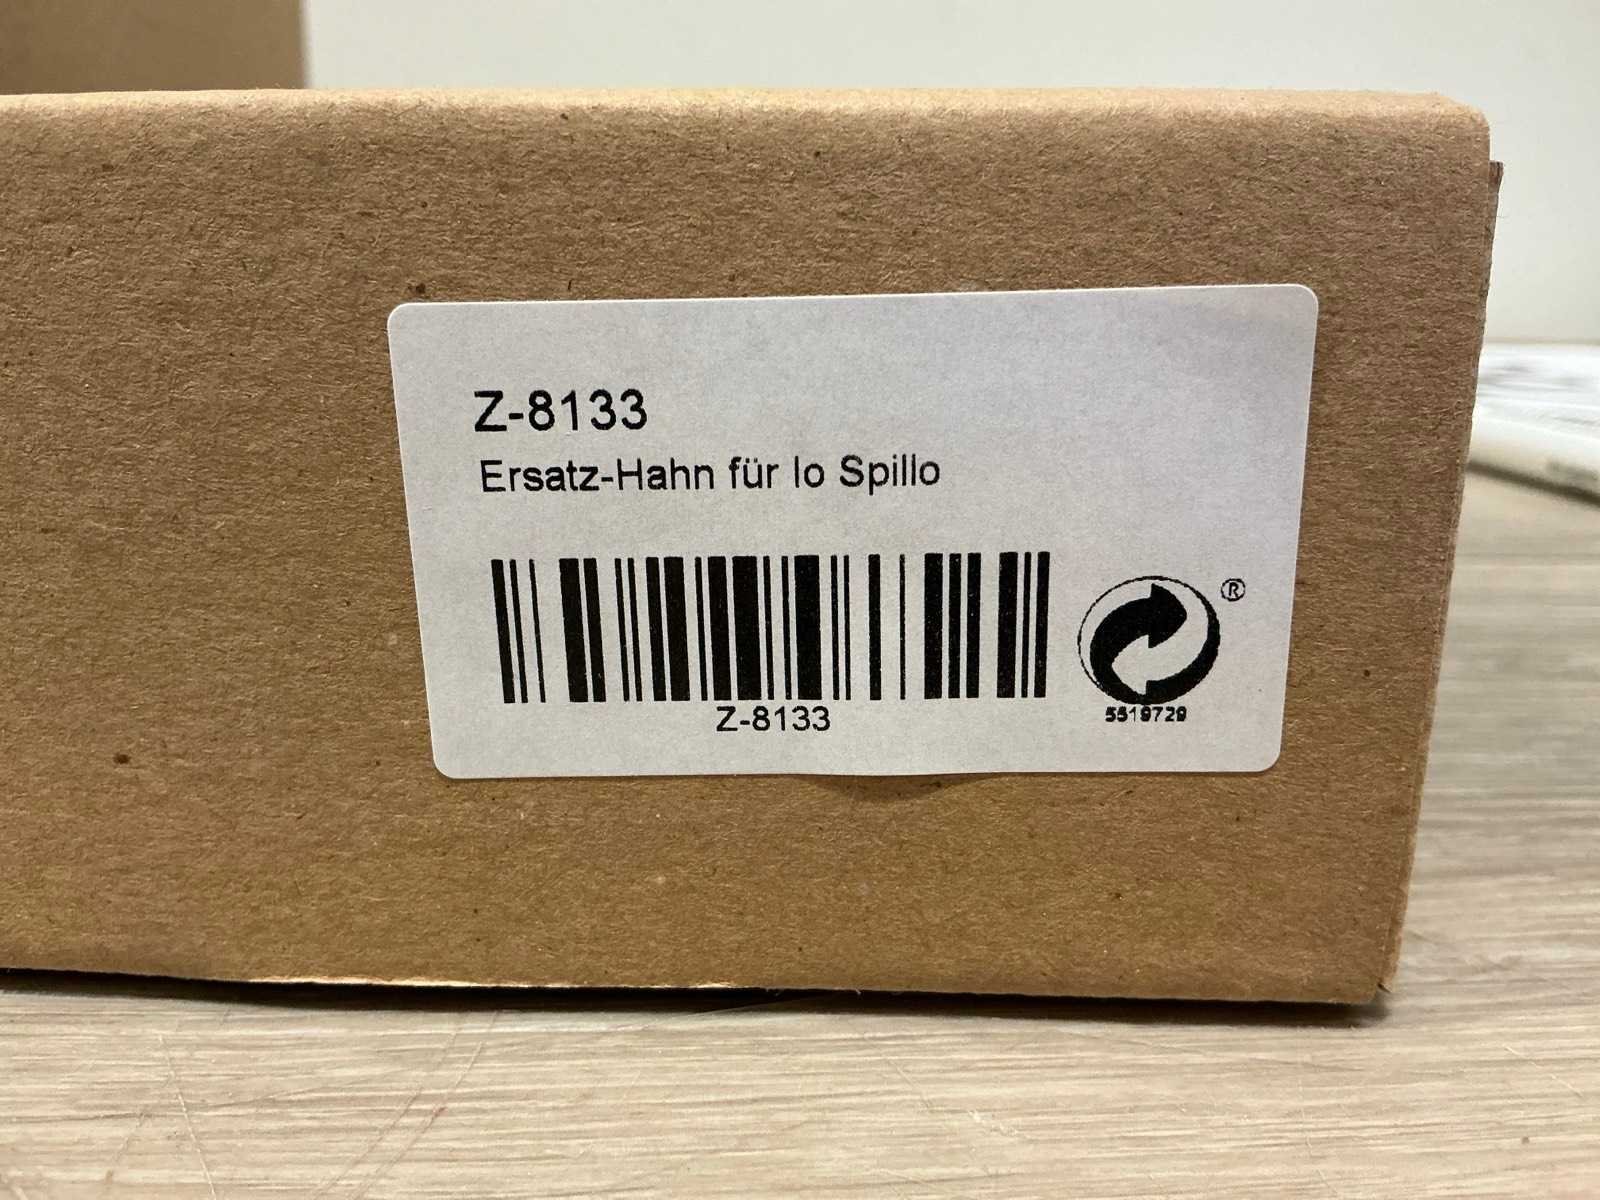 Z-8133
Ersatz-Hahn für lo Spillo
Z-8133
®
5519729